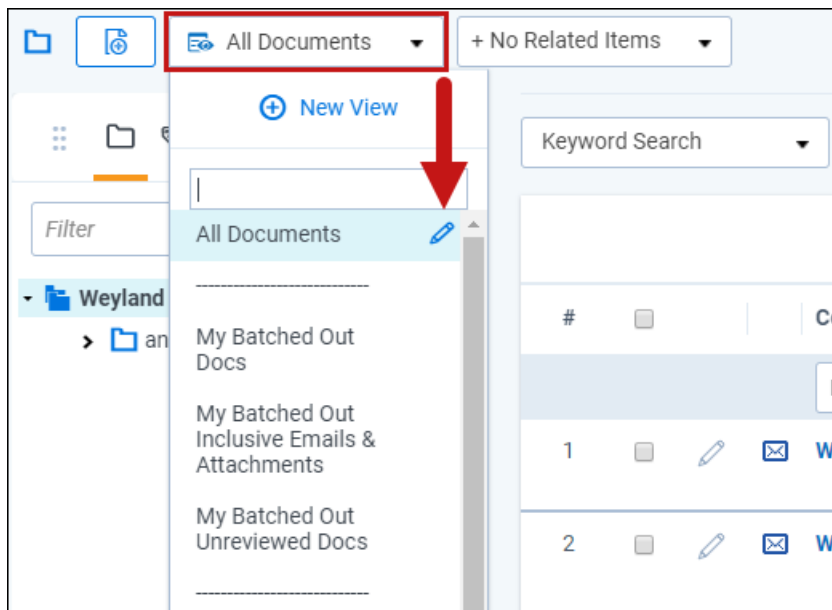 All Documents
+ No Related Items
New View
Keyword Search
Filter
All Documents
----------------------------
Weyland
an
My Batched Out
Docs
My Batched Out
Inclusive Emails &
Attachments
My Batched Out
Unreviewed Docs
----------------------------
#
1
2